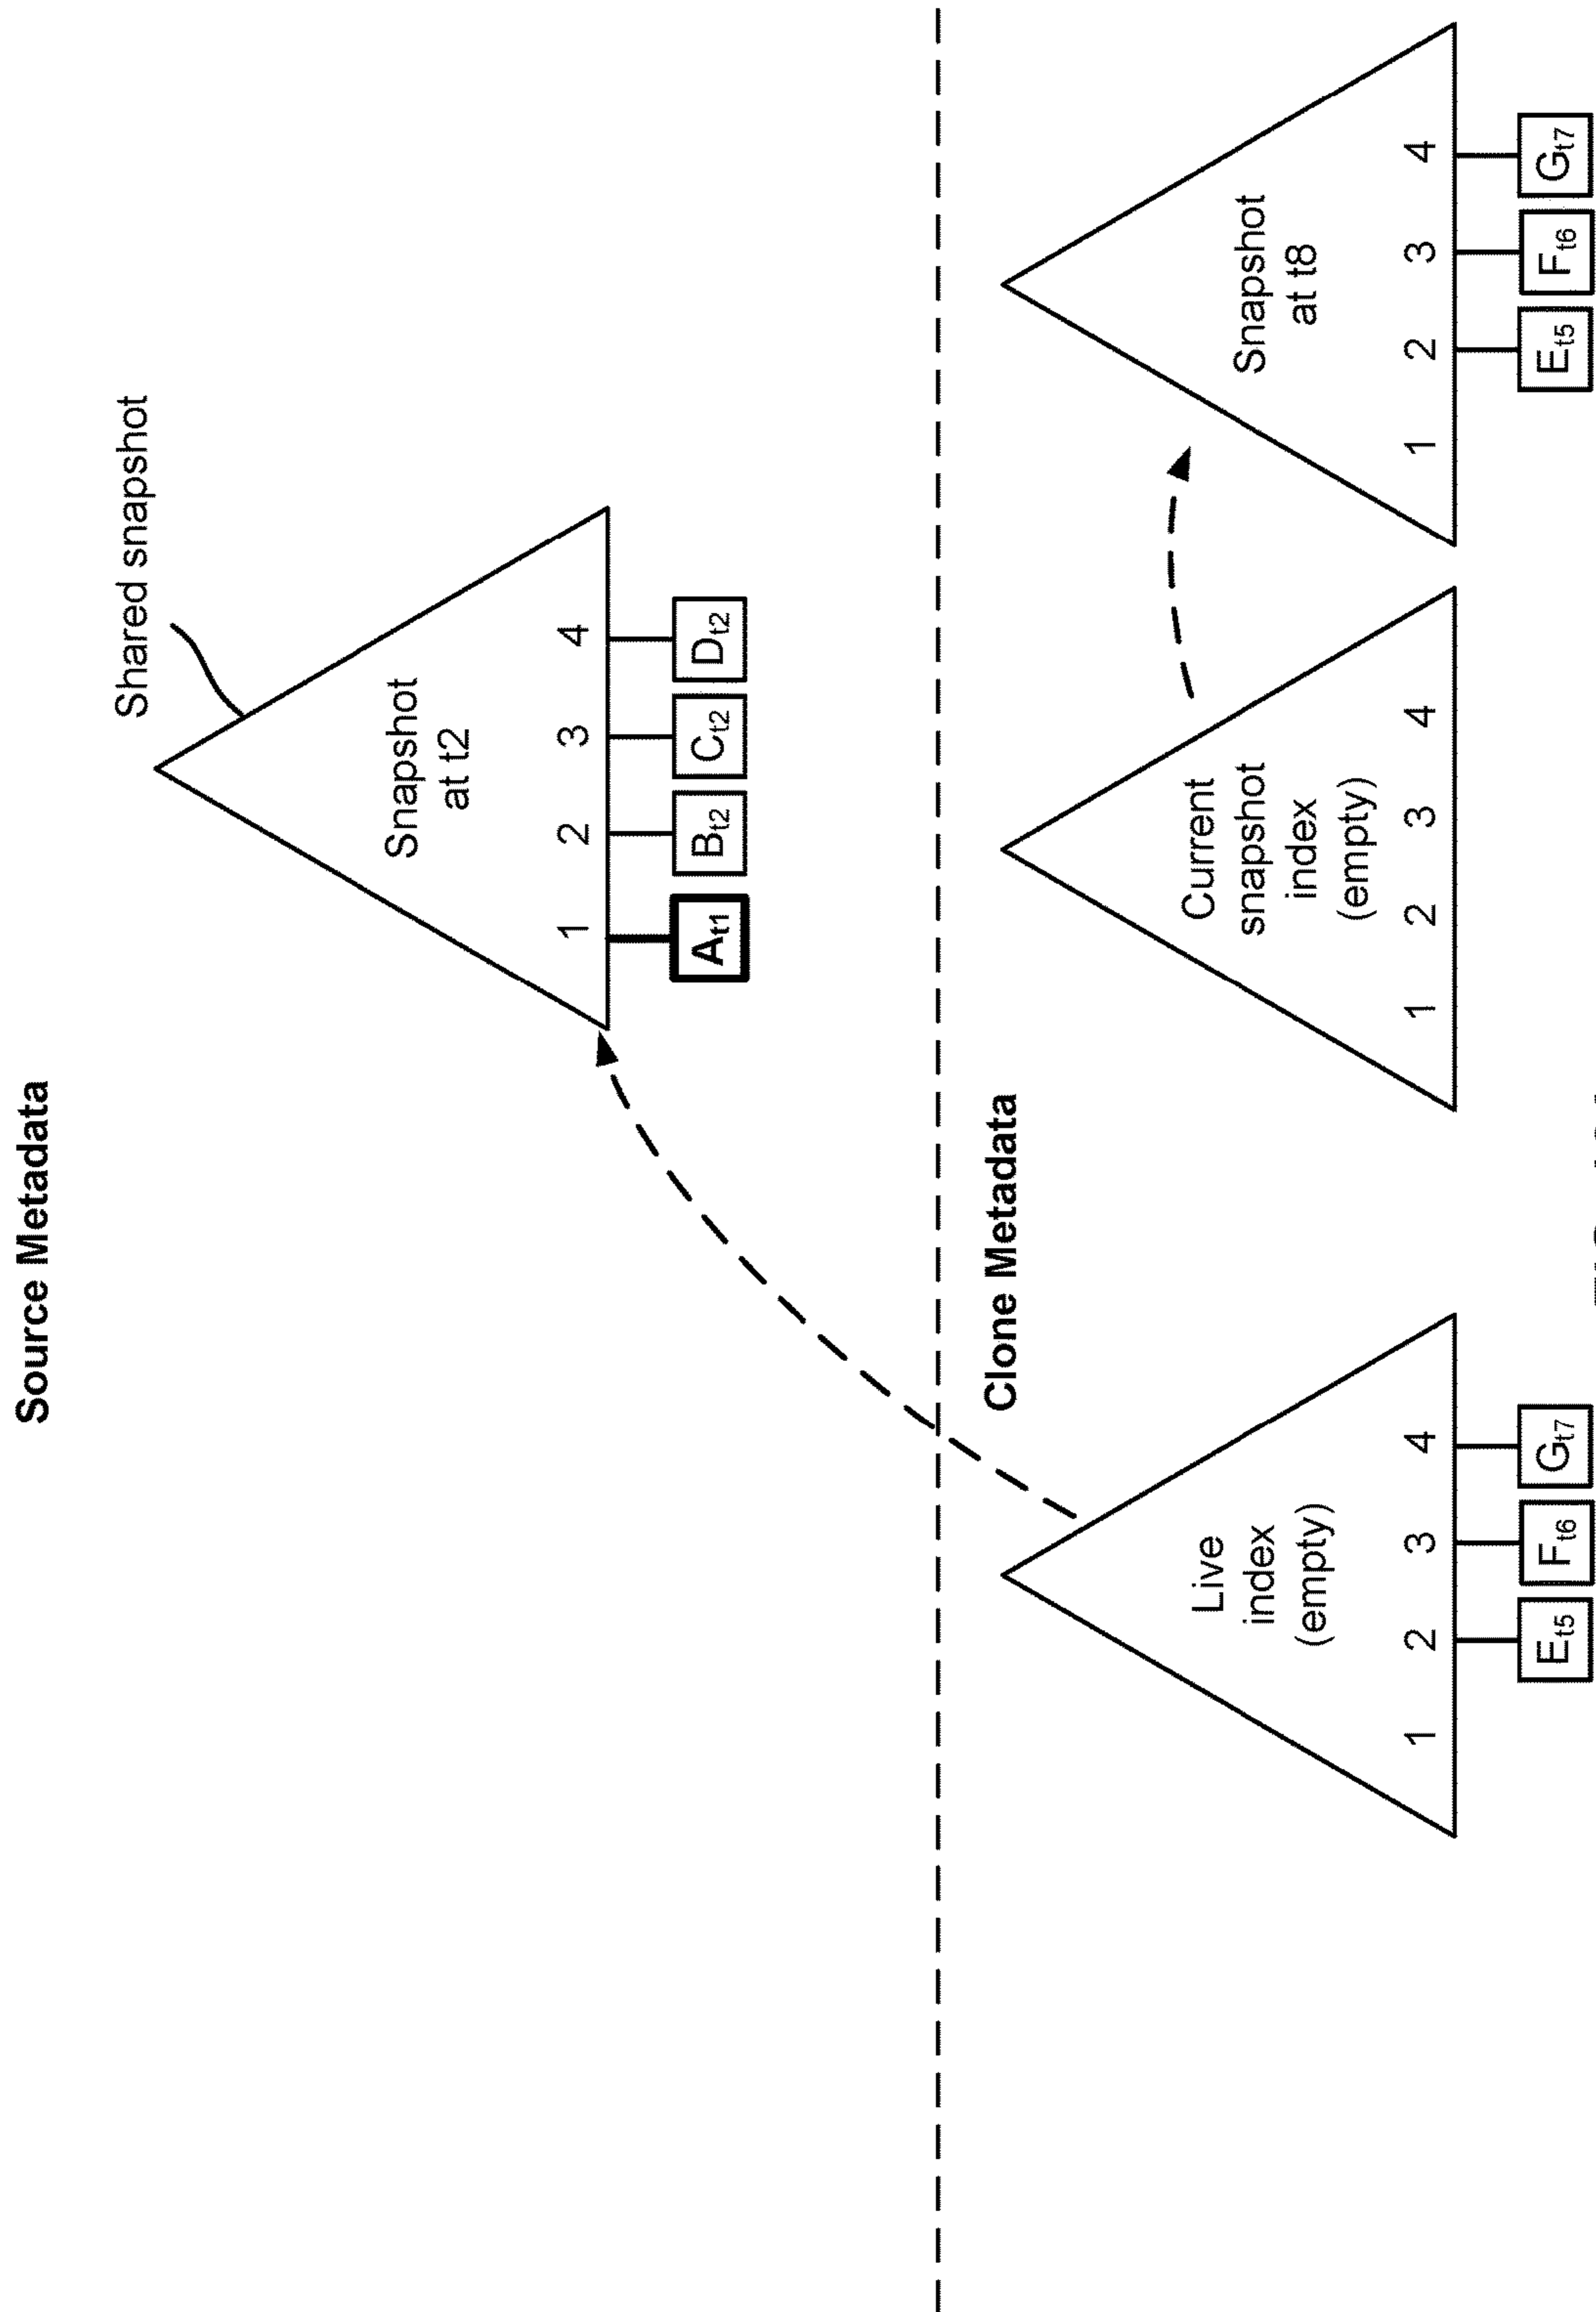 Source Metadata
Shared snapshot
Snapshot
at t2
1 2 3 4
At1 Bt2 Ct2 Dt2
Clone Metadata
Live
index
(empty)
1 2 3 4
Et5 Ft6 Gt7
Current
snapshot
index
(empty)
1 2 3 4
Snapshot
at t8
1 2 3 4
Et5 Ft6 Gt7